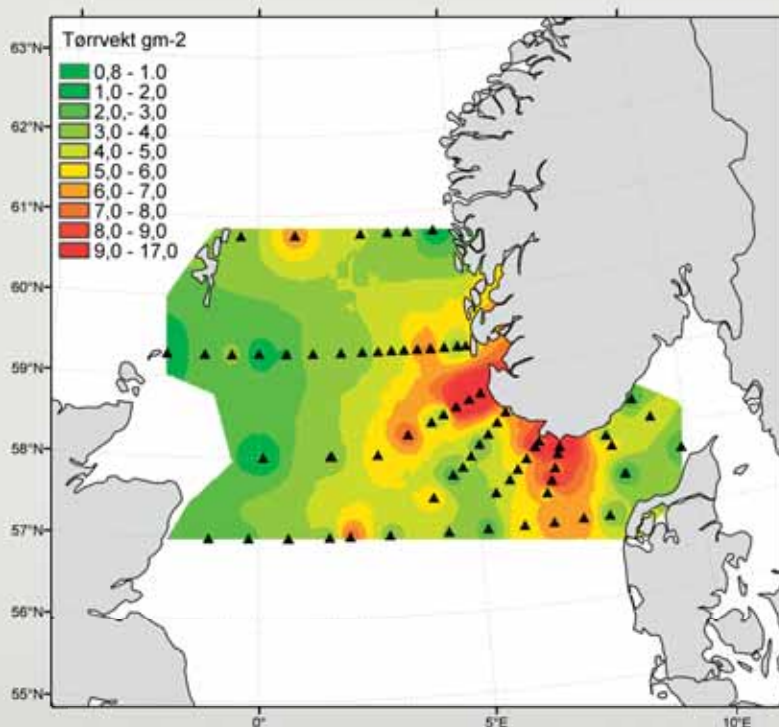 Tørrvekt gm-2
0,8 - 1.0
1,0,- 2,0
2,0,- 3,0
3,0 - 4,0
4,0 - 5,0
5,0 - 6,0
6,0 - 7,0
7,0 - 8,0
8,0 - 9,0
9,0 - 17,0
63°N
62°N
61°N
60°N
59°N
58°N
57°N
56°N
55°N
0°
5°E
10°E